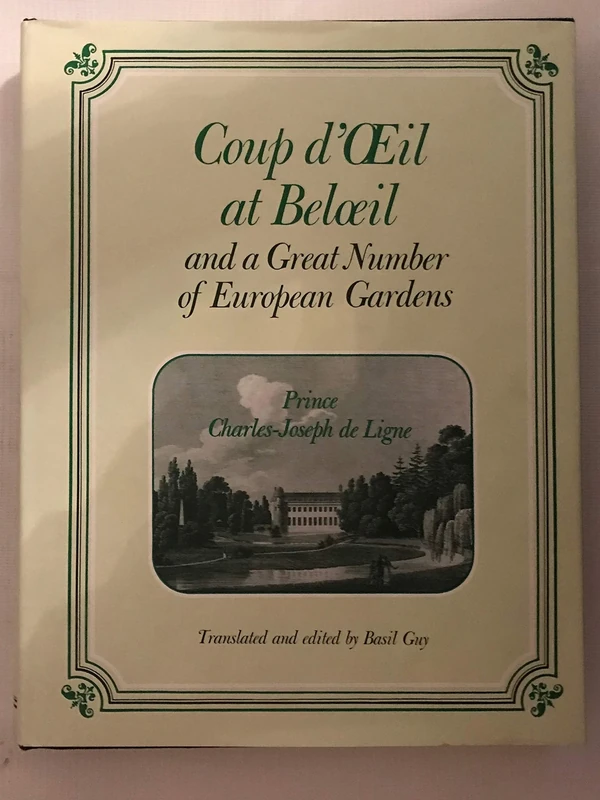 Coup d'Œil
at Belœil
and a Great Number
of European Gardens
Prince
Charles-Joseph de Ligne
Translated and edited by Basil Guy